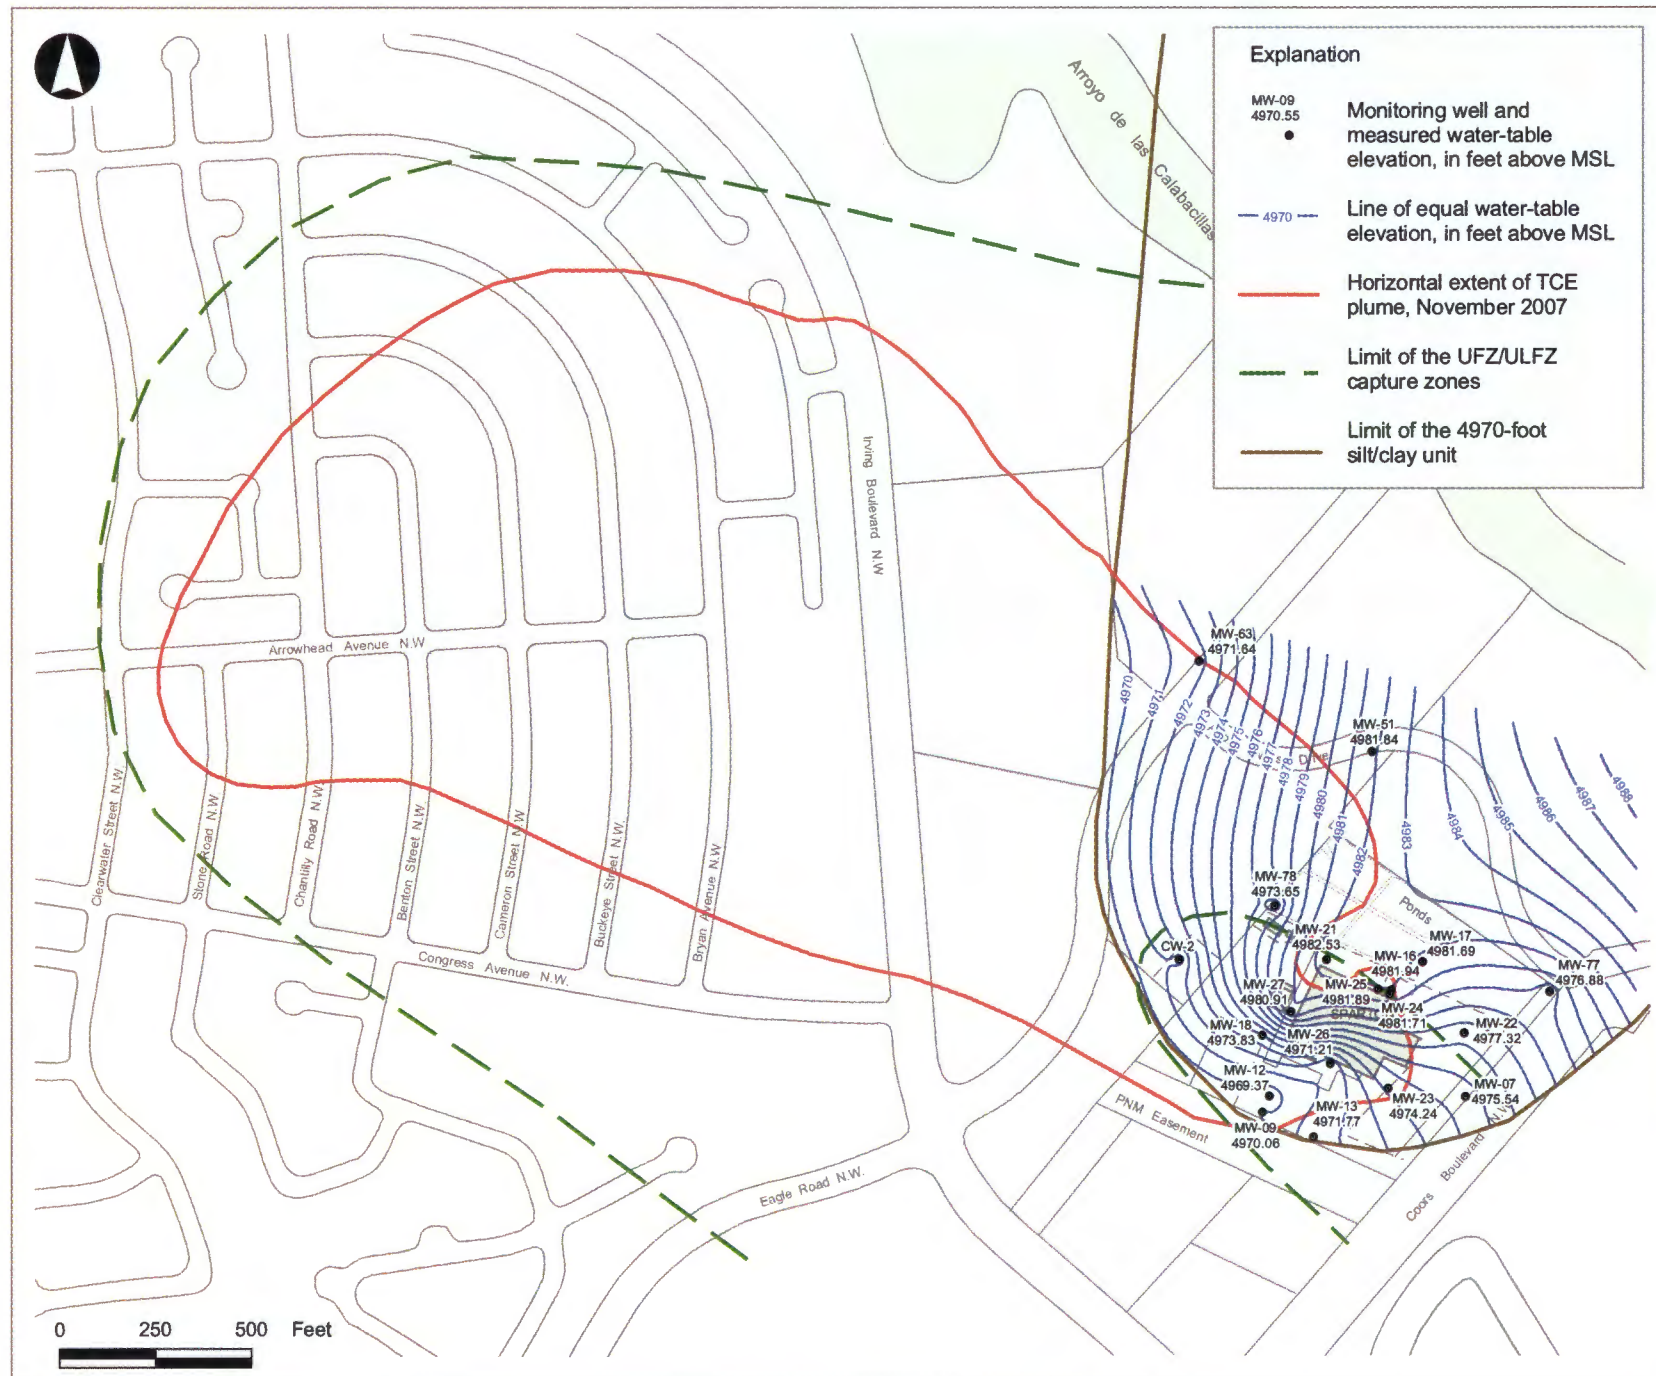 Explanation
MW-09
4970.55
Monitoring well and
measured water-table
elevation, in feet above MSL
4970
Line of equal water-table
elevation, in feet above MSL
Horizontal extent of TCE
plume, November 2007
Limit of the UFZ/ULFZ
capture zones
Limit of the 4970-foot
silt/clay unit
Arroyo de las Calabacillas
Irving Boulevard N.W
Arrowhead Avenue N.W
Clearwater Street N.W.
Stone Road N.W
Chantilly Road N.W.
Benton Street N.W
Cameron Street N.W
Buckeye Street N.W.
Bryan Avenue N.W
Congress Avenue N.W.
Eagle Road N.W.
PNM Easement
Coors Boulevard N.W.
Ponds
MW-63
4971.64
MW-51
4981.84
4970
4971
4972
4973
4974
4975
4976
4977
4978
4979
4980
4981
4982
4983
4984
4985
4986
4987
4988
MW-78
4973.65
CW-2
MW-21
4982.53
MW-17
4981.69
MW-16
4981.94
MW-77
4976.88
MW-27
4980.91
MW-25
4981.89
MW-24
4981.71
MW-18
4973.83
MW-26
4971.21
MW-22
4977.32
MW-12
4969.37
MW-07
4975.54
MW-23
4974.24
MW-13
4971.77
MW-09
4970.06
0 250 500 Feet